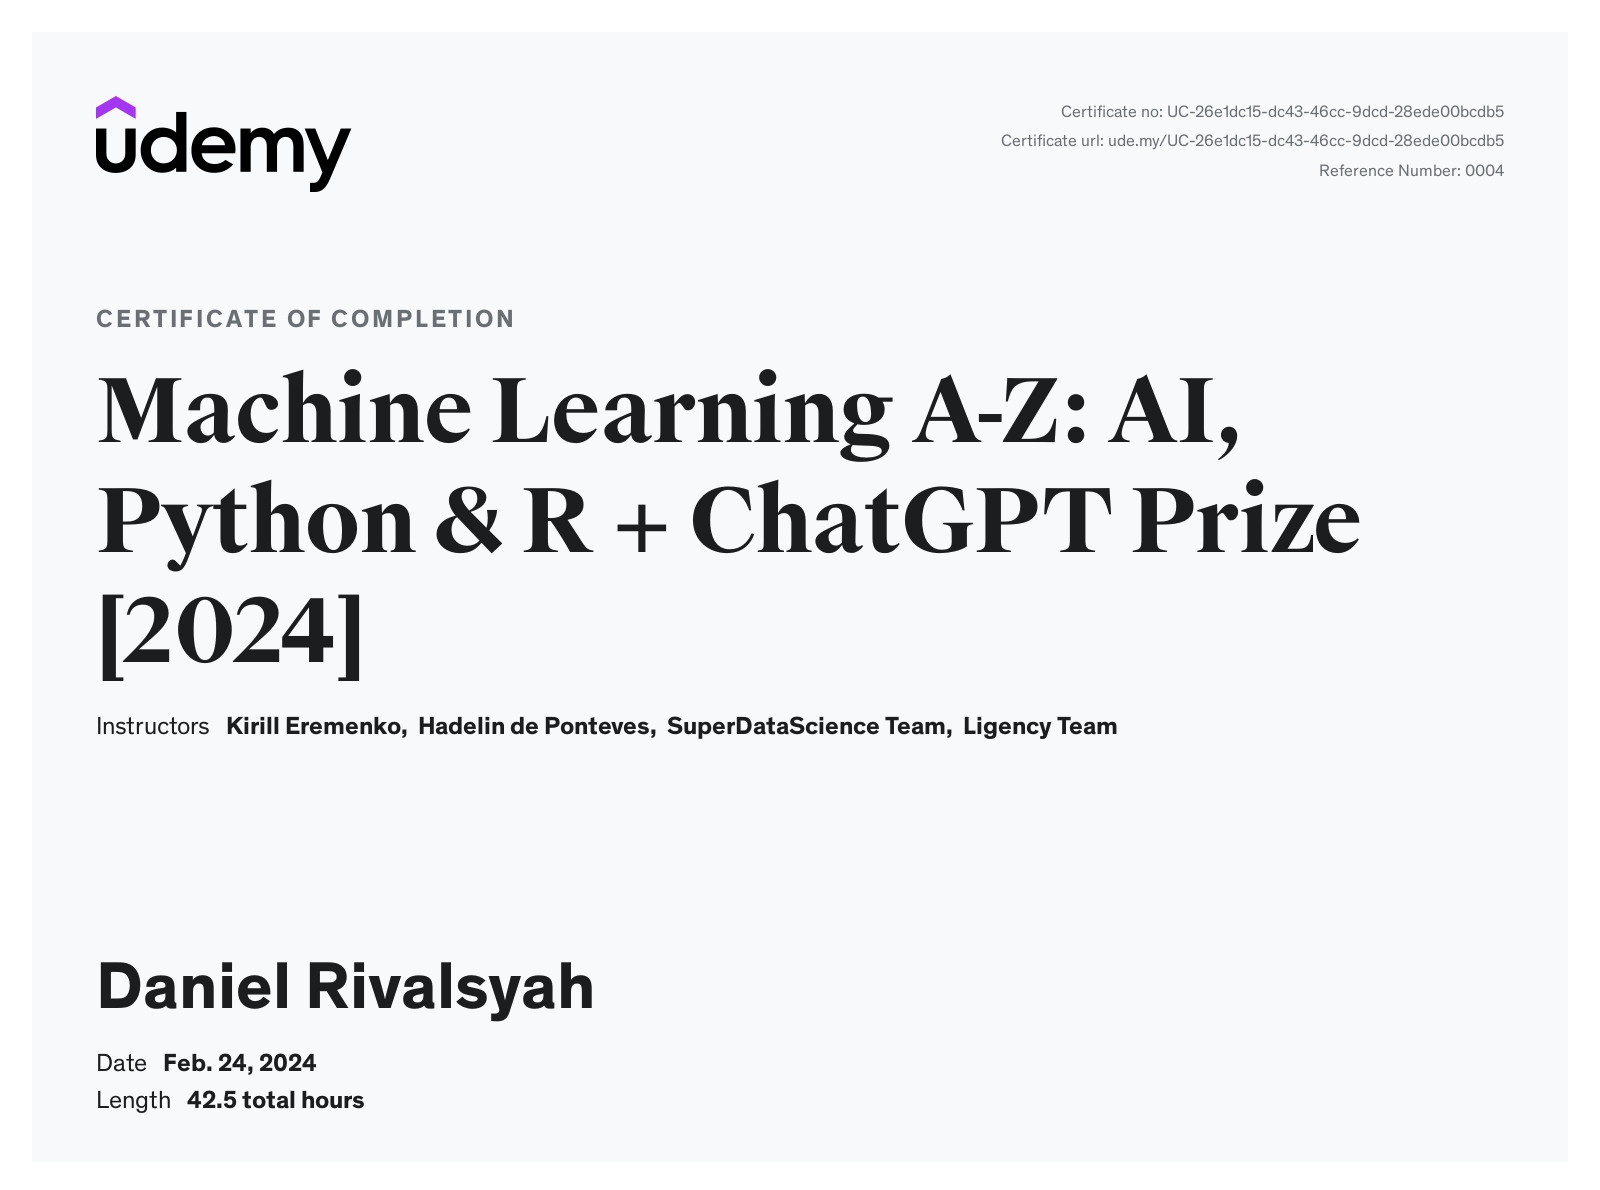 udemy
Certificate no: UC-26e1dc15-dc43-46cc-9dcd-28ede00bcdb5
Certificate url: ude.my/UC-26e1dc15-dc43-46cc-9dcd-28ede00bcdb5
Reference Number: 0004
CERTIFICATE OF COMPLETION
Machine Learning A-Z: AI,
Python & R + ChatGPT Prize
[2024]
Instructors Kirill Eremenko, Hadelin de Ponteves, SuperDataScience Team, Ligency Team
Daniel Rivalsyah
Date Feb. 24, 2024
Length 42.5 total hours